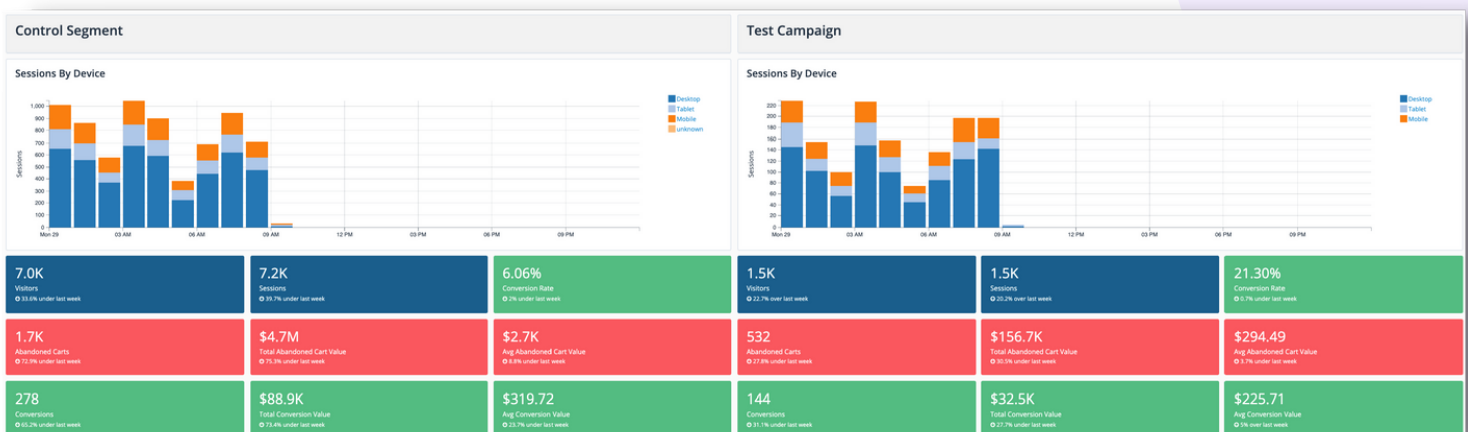 Control Segment
Sessions By Device
Desktop
Tablet
Mobile
unknown
Sessions
1,000
900
800
700
600
500
400
300
200
100
0
Mon 29 03 AM 06 AM 09 AM 12 PM 03 PM 06 PM 09 PM
7.0K
Visitors
33.6% under last week
7.2K
Sessions
39.7% under last week
6.06%
Conversion Rate
2% under last week
1.7K
Abandoned Carts
72.9% under last week
$4.7M
Total Abandoned Cart Value
75.3% under last week
$2.7K
Avg Abandoned Cart Value
8.8% under last week
278
Conversions
65.2% under last week
$88.9K
Total Conversion Value
73.4% under last week
$319.72
Avg Conversion Value
23.7% under last week
Test Campaign
Sessions By Device
Desktop
Tablet
Mobile
Sessions
220
200
180
160
140
120
100
80
60
40
20
0
Mon 29 03 AM 06 AM 09 AM 12 PM 03 PM 06 PM 09 PM
1.5K
Visitors
22.7% over last week
1.5K
Sessions
20.2% over last week
21.30%
Conversion Rate
0.7% under last week
532
Abandoned Carts
27.8% under last week
$156.7K
Total Abandoned Cart Value
30.5% under last week
$294.49
Avg Abandoned Cart Value
3.7% under last week
144
Conversions
31.1% under last week
$32.5K
Total Conversion Value
27.7% under last week
$225.71
Avg Conversion Value
5% over last week